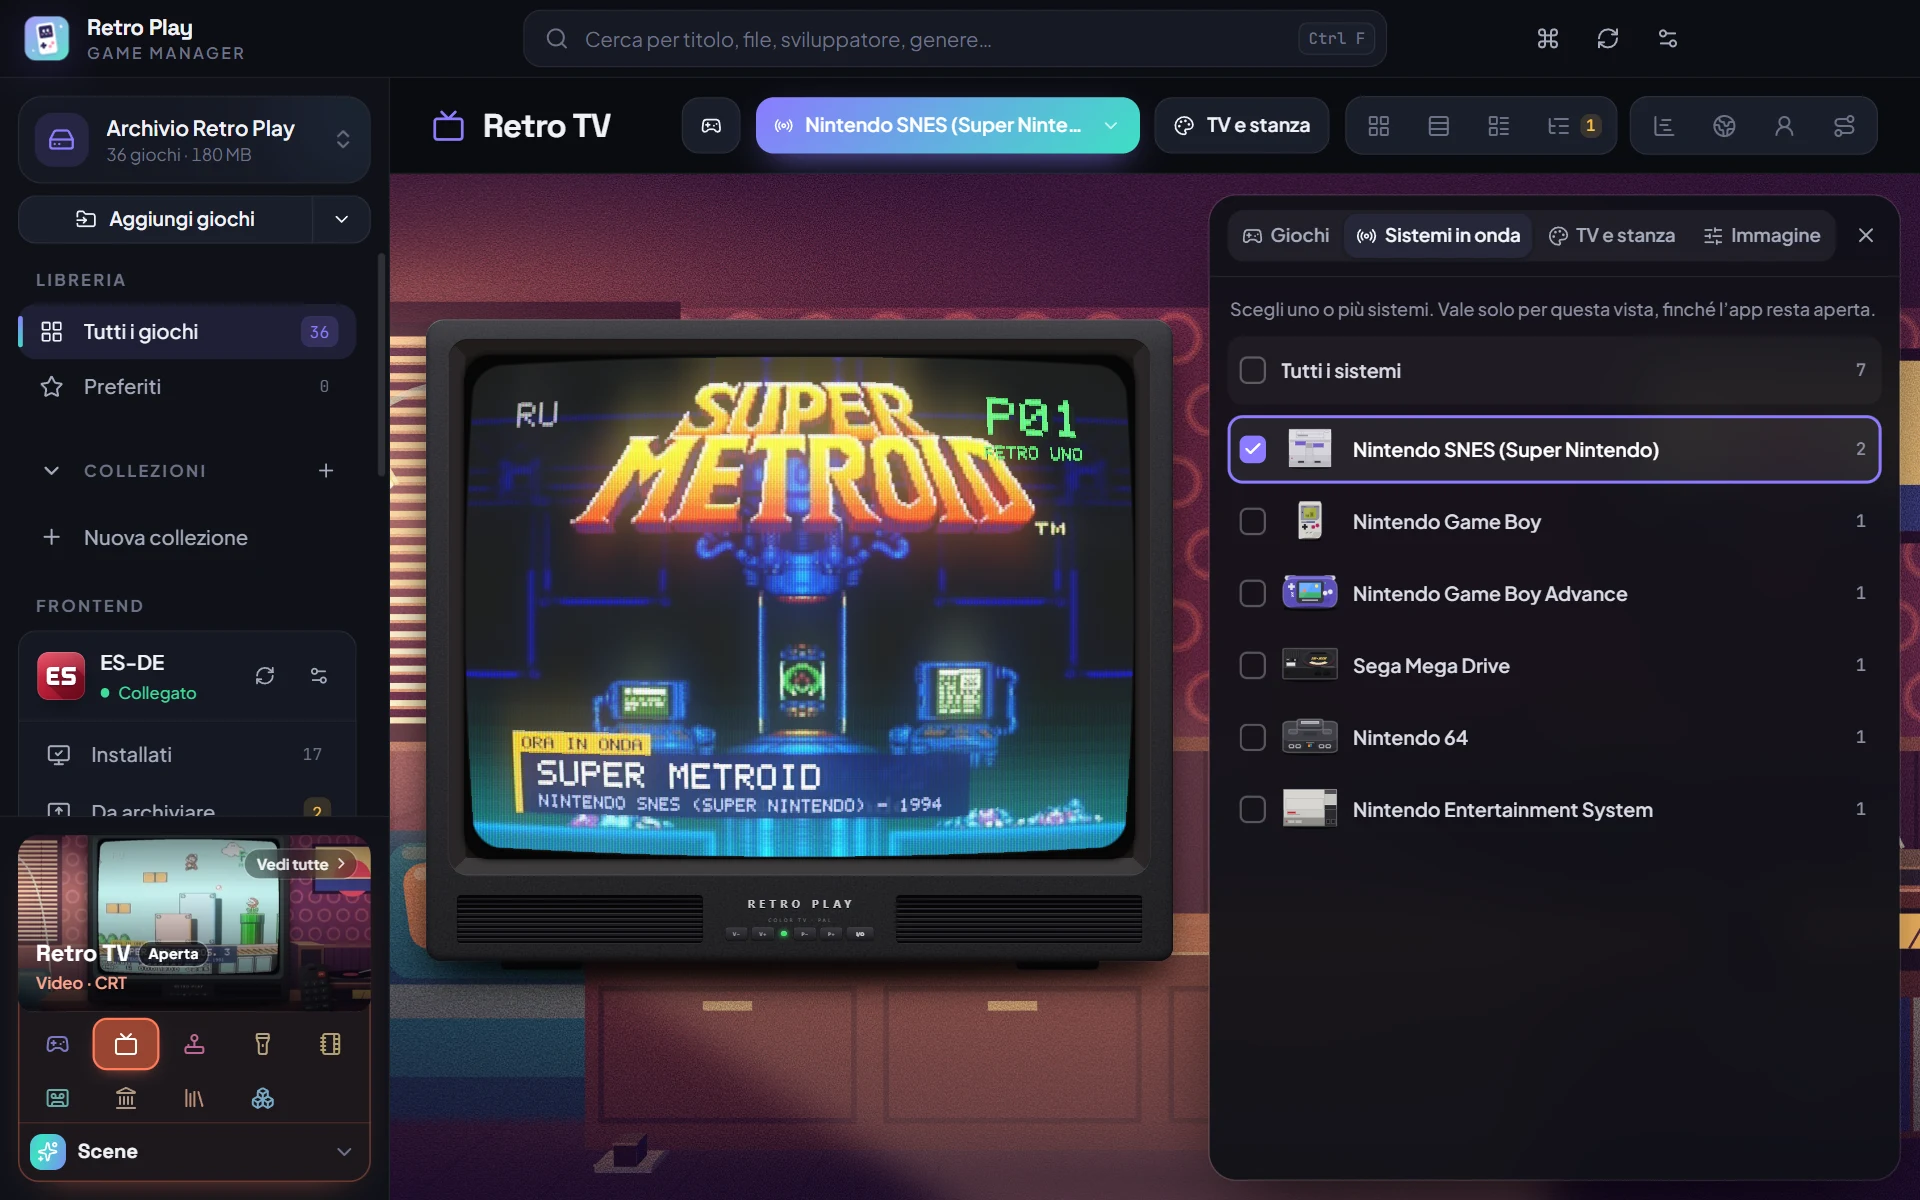 Retro Play
GAME MANAGER
Cerca per titolo, file, sviluppatore, genere...
Ctrl F
Archivio Retro Play
36 giochi · 180 MB
Aggiungi giochi
LIBRERIA
Tutti i giochi
36
Preferiti
0
COLLEZIONI
Nuova collezione
FRONTEND
ES
ES-DE
Collegato
Installati
17
Da archiviare
2
Vedi tutte
Retro TV
Aperta
Video · CRT
Scene
Retro TV
Nintendo SNES (Super Ninte...
TV e stanza
1
RU
SUPER
METROID
TM
P01
RETRO UNO
ORA IN ONDA
SUPER METROID
NINTENDO SNES (SUPER NINTENDO) - 1994
RETRO PLAY
COLOR TV · PAL
V-
V+
P-
P+
I/O
Giochi
Sistemi in onda
TV e stanza
Immagine
Scegli uno o più sistemi. Vale solo per questa vista, finché l'app resta aperta.
Tutti i sistemi
7
Nintendo SNES (Super Nintendo)
2
Nintendo Game Boy
1
Nintendo Game Boy Advance
1
Sega Mega Drive
1
Nintendo 64
1
Nintendo Entertainment System
1